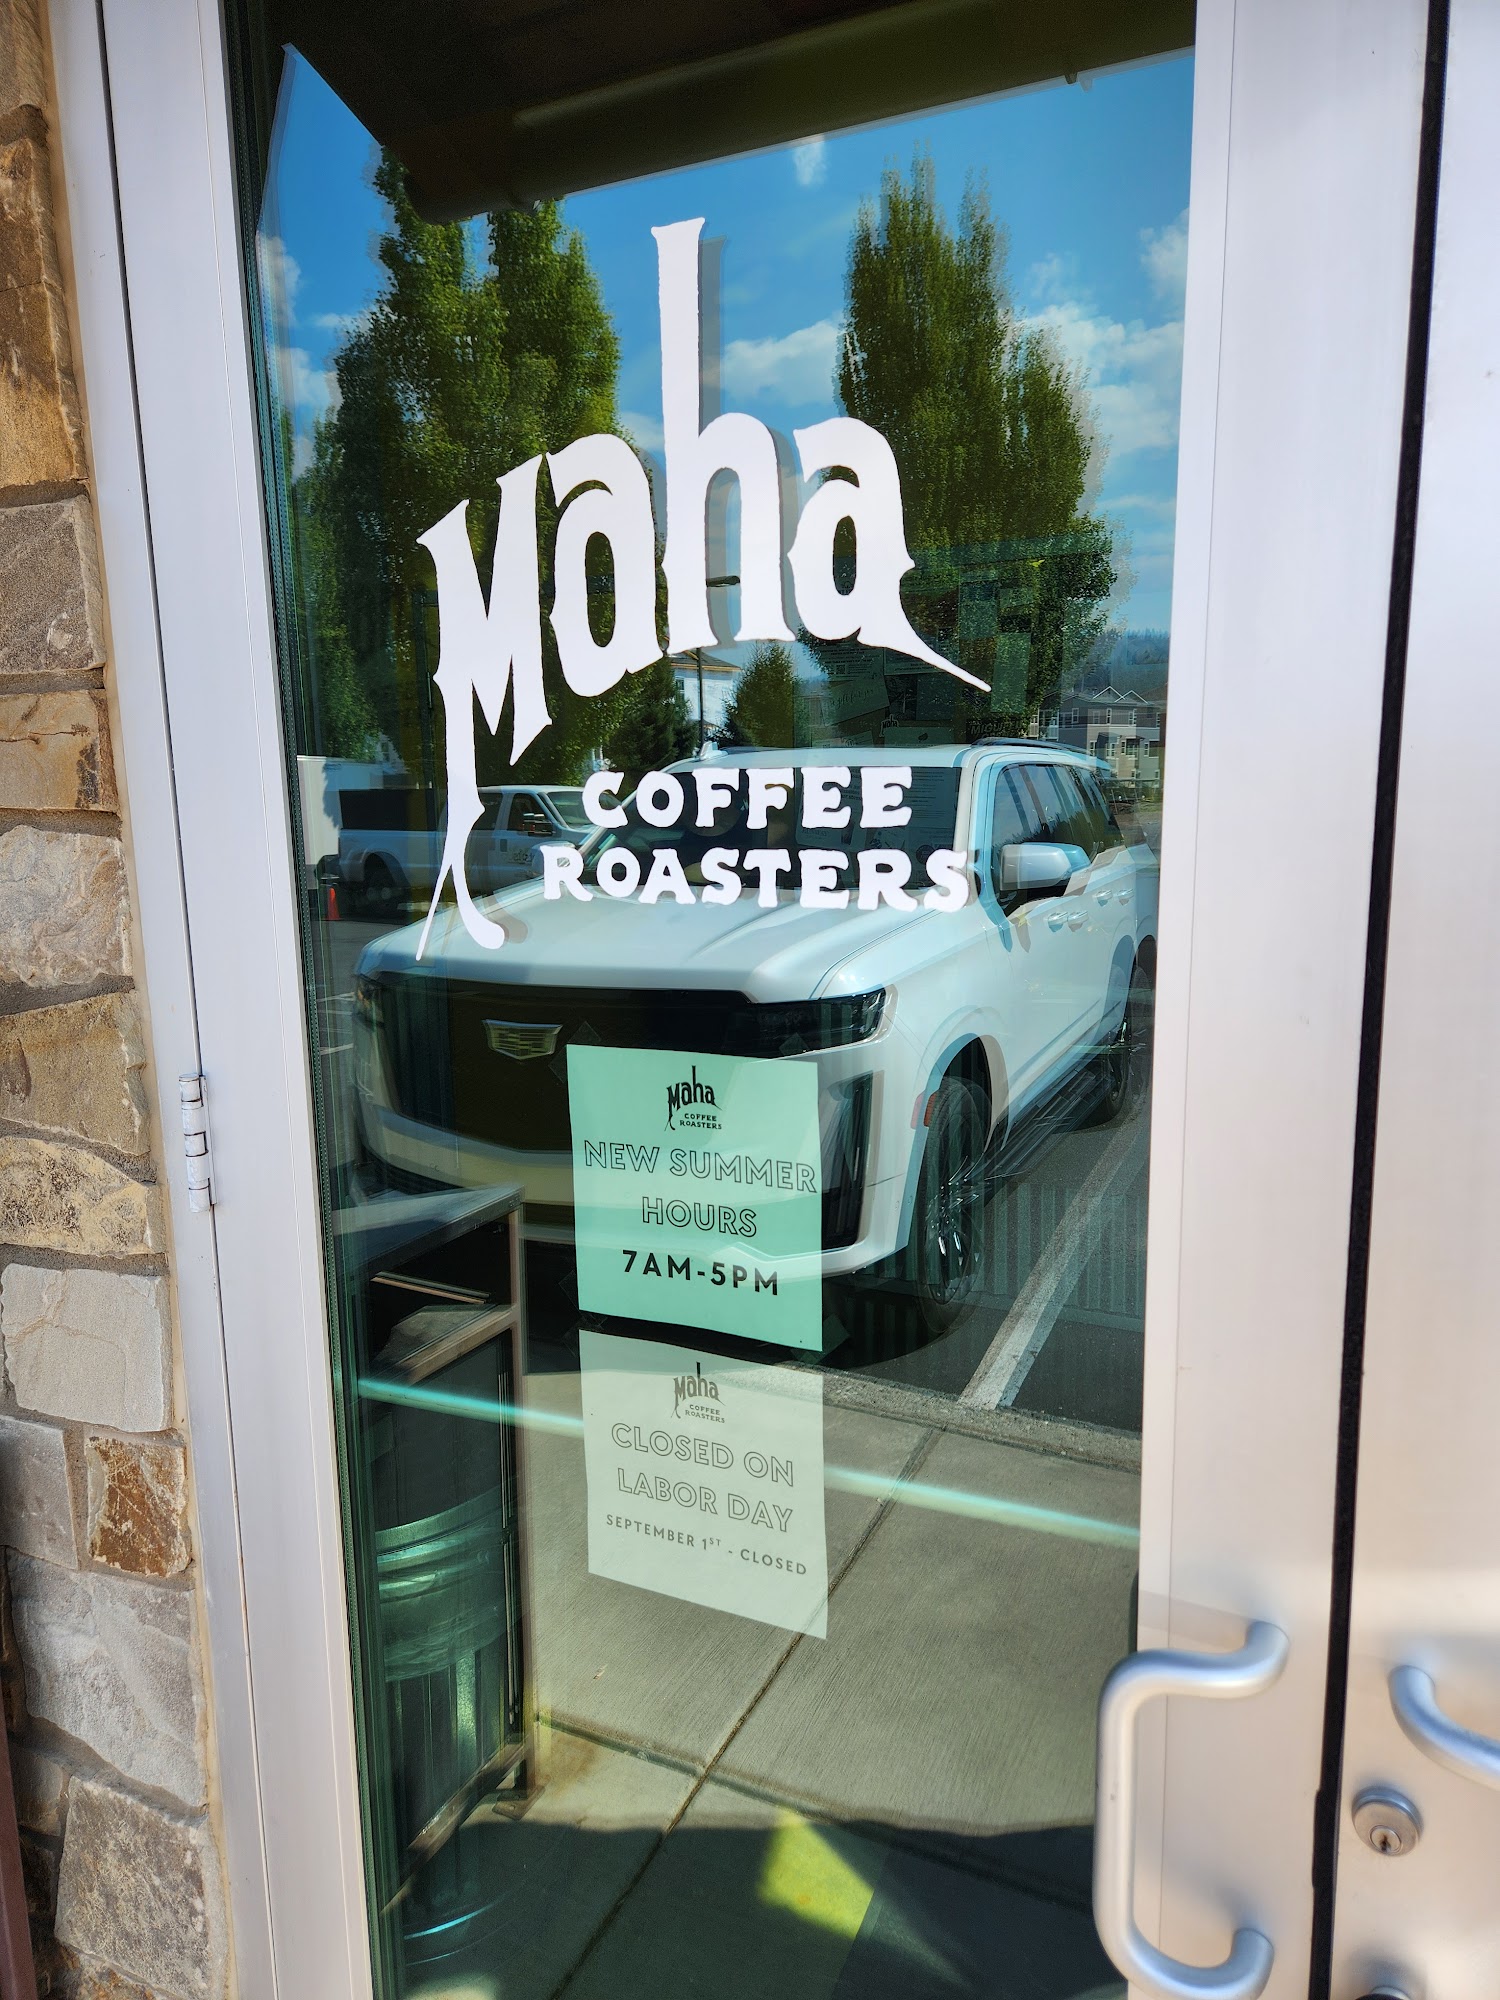 Maha
COFFEE
ROASTERS
Maha
COFFEE
ROASTERS
NEW SUMMER
HOURS
7AM-5PM
Maha
COFFEE
ROASTERS
CLOSED ON
LABOR DAY
SEPTEMBER 1ST - CLOSED